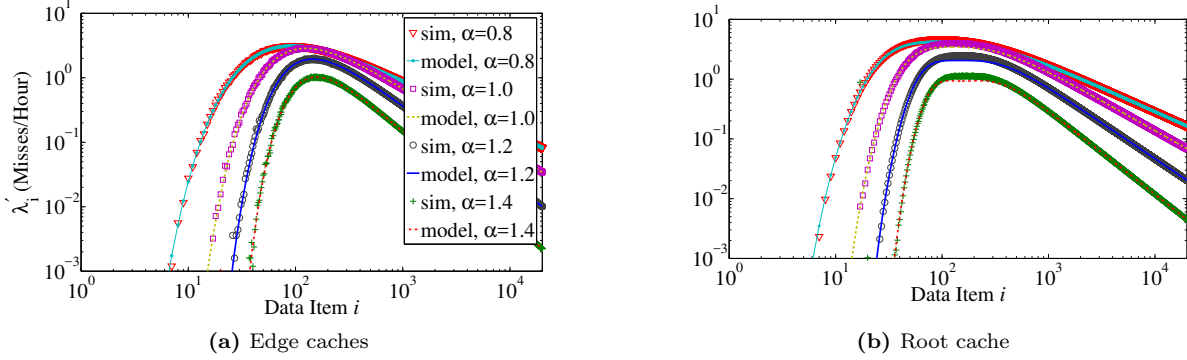 10^1
10^0
10^-1
10^-2
10^-3
λ′_i (Misses/Hour)
sim, α=0.8
model, α=0.8
sim, α=1.0
model, α=1.0
sim, α=1.2
model, α=1.2
sim, α=1.4
model, α=1.4
10^0 10^1 10^2 10^3 10^4
Data Item i
(a) Edge caches
10^1
10^0
10^-1
10^-2
10^-3
10^0 10^1 10^2 10^3 10^4
Data Item i
(b) Root cache